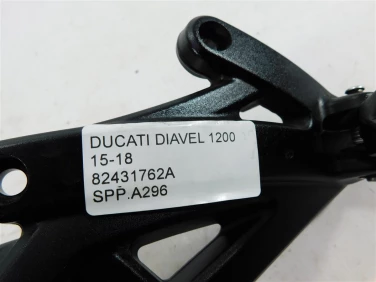 DUCATI DIAVEL 1200
15-18
82431762A
SPP.A296